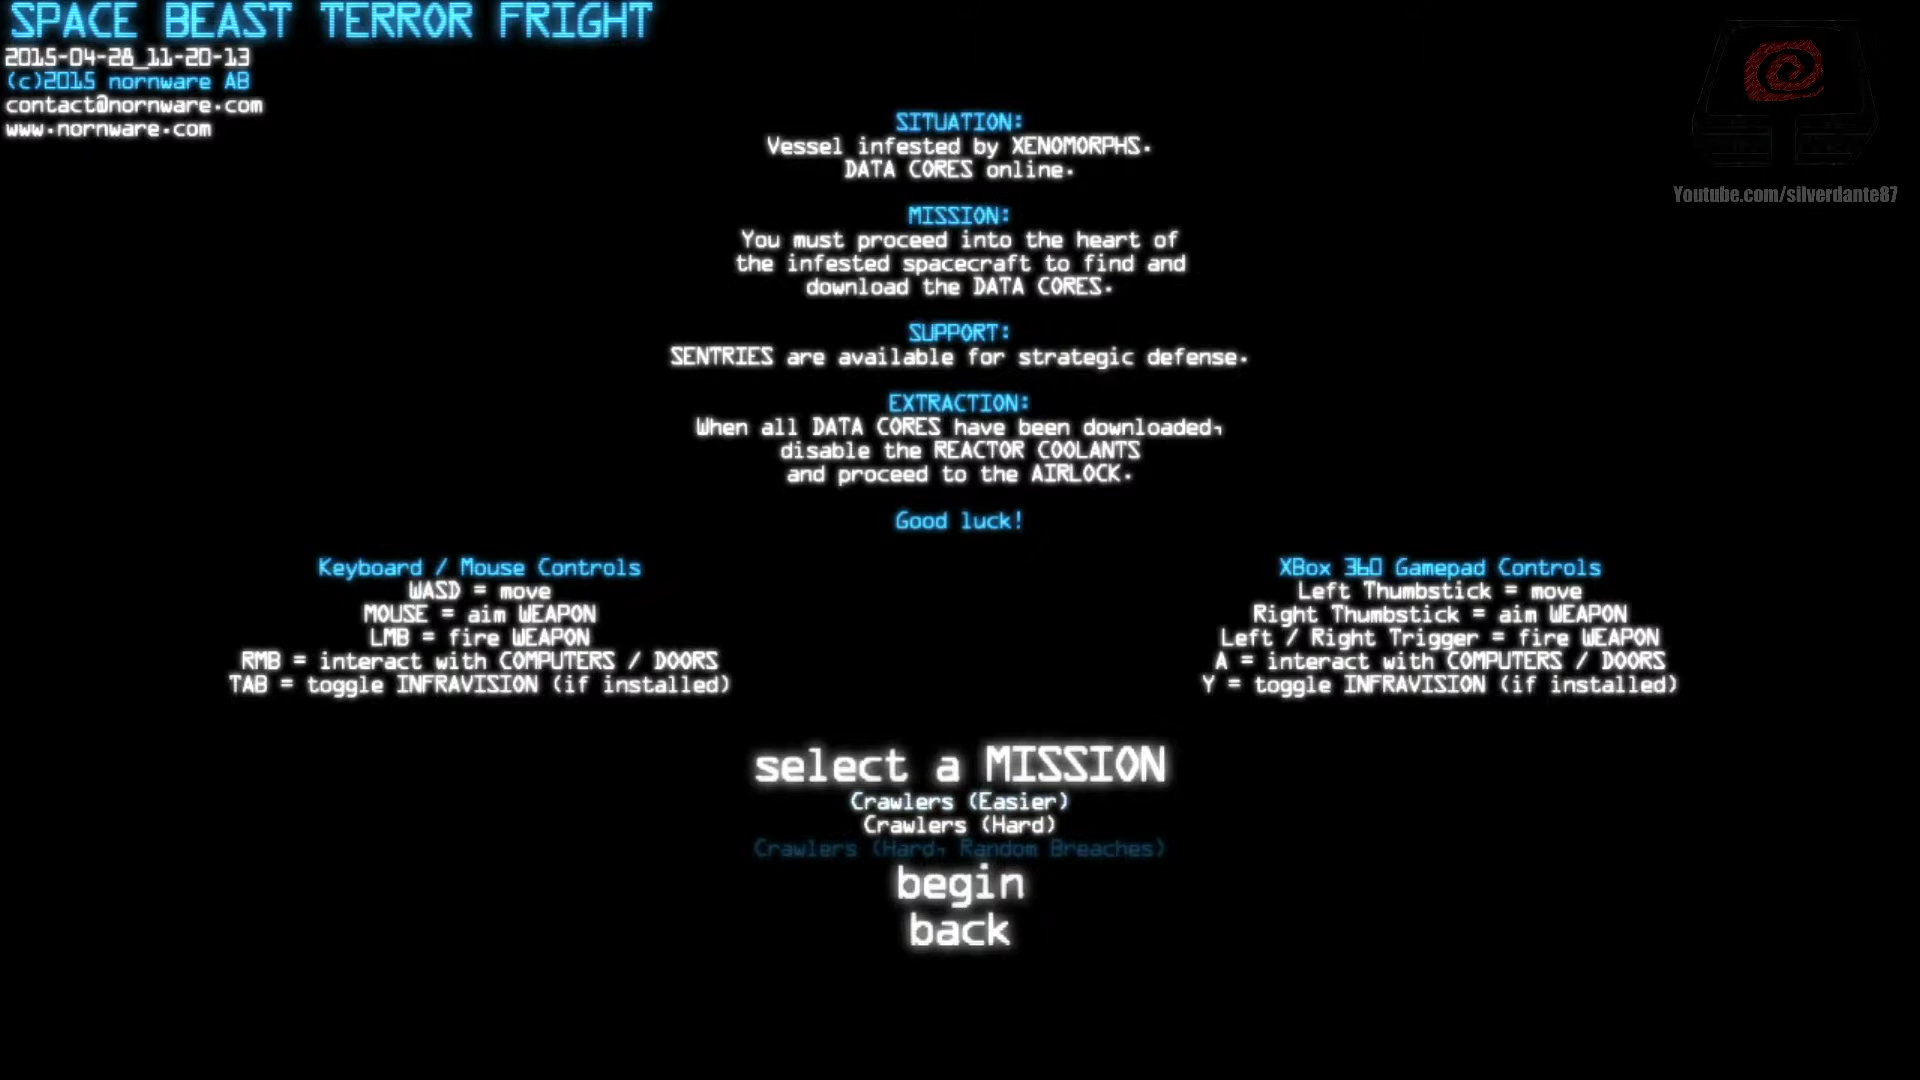 SPACE BEAST TERROR FRIGHT
2015-04-28_11-20-13
(c)2015 nornware AB
contact@nornware.com
www.nornware.com
Youtube.com/silverdante87
SITUATION:
Vessel infested by XENOMORPHS.
DATA CORES online.
MISSION:
You must proceed into the heart of
the infested spacecraft to find and
download the DATA CORES.
SUPPORT:
SENTRIES are available for strategic defense.
EXTRACTION:
When all DATA CORES have been downloaded,
disable the REACTOR COOLANTS
and proceed to the AIRLOCK.
Good luck!
Keyboard / Mouse Controls
WASD = move
MOUSE = aim WEAPON
LMB = fire WEAPON
RMB = interact with COMPUTERS / DOORS
TAB = toggle INFRAVISION (if installed)
XBox 360 Gamepad Controls
Left Thumbstick = move
Right Thumbstick = aim WEAPON
Left / Right Trigger = fire WEAPON
A = interact with COMPUTERS / DOORS
Y = toggle INFRAVISION (if installed)
select a MISSION
Crawlers (Easier)
Crawlers (Hard)
Crawlers (Hard, Random Breaches)
begin
back